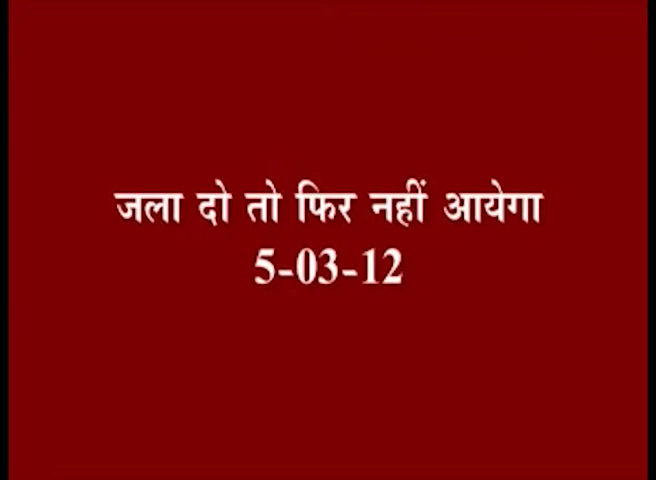 जला दो तो फिर नहीं आयेगा
5-03-12